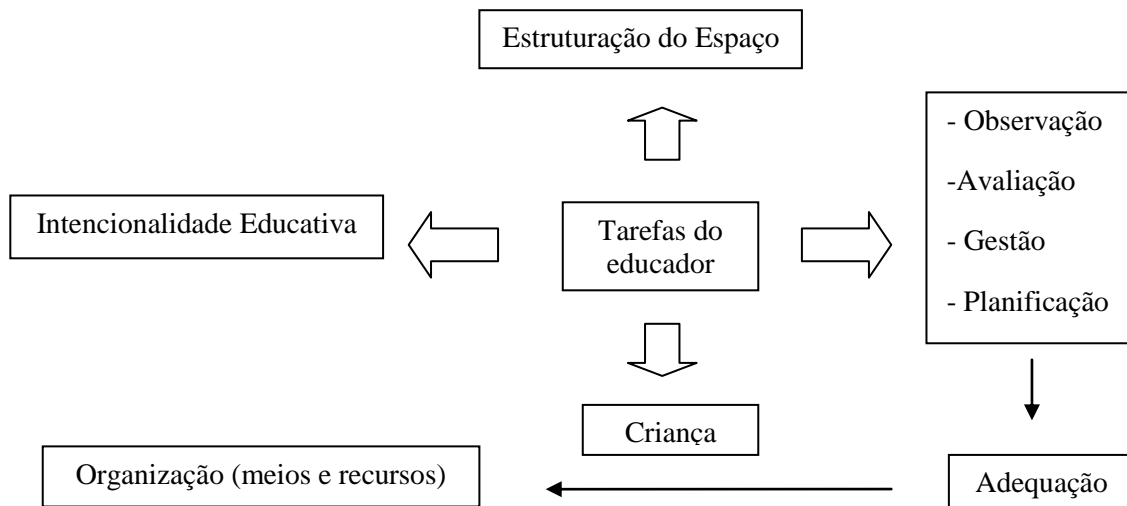 Estruturação do Espaço
- Observação
-Avaliação
- Gestão
- Planificação
Intencionalidade Educativa
Tarefas do
educador
Criança
Organização (meios e recursos)
Adequação